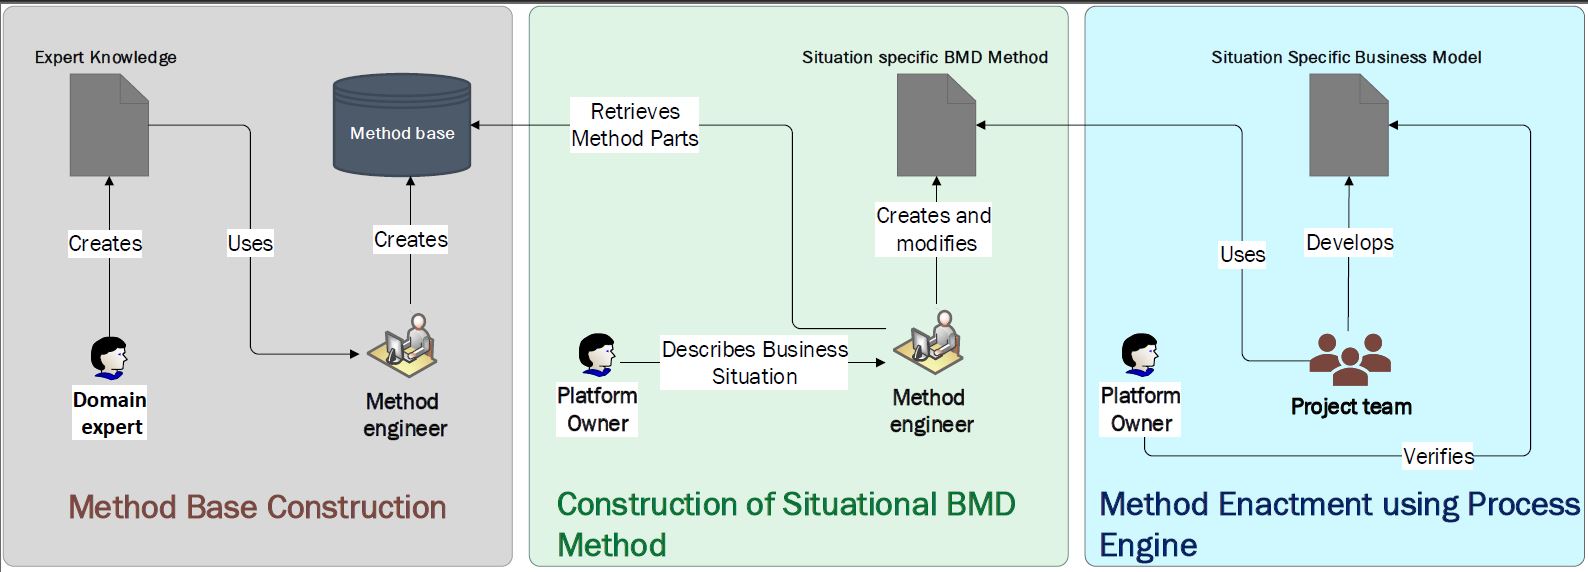 Expert Knowledge
Method base
Creates
Uses
Creates
Domain
expert
Method
engineer
Method Base Construction
Retrieves
Method Parts
Situation specific BMD Method
Creates and
modifies
Describes Business
Situation
Platform
Owner
Method
engineer
Construction of Situational BMD
Method
Situation Specific Business Model
Uses
Develops
Platform
Owner
Project team
Verifies
Method Enactment using Process
Engine